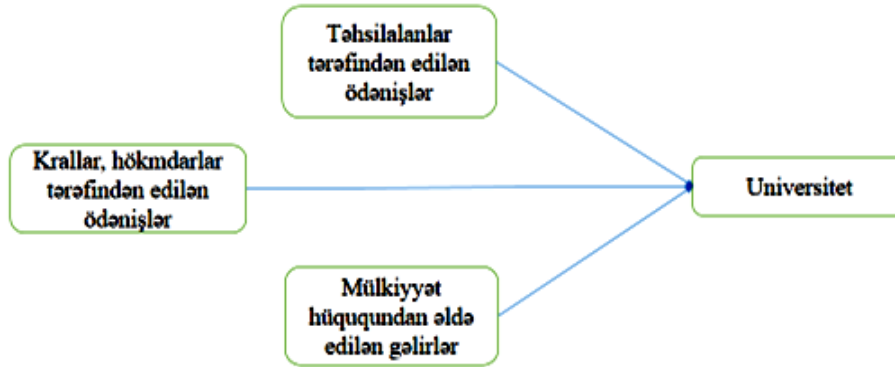 Təhsilalanlar
tərəfindən edilən
ödənişlər
Krallar, hökmdarlar
tərəfindən edilən
ödənişlər
Universitet
Mülkiyyət
hüququndan əldə
edilən gəlirlər